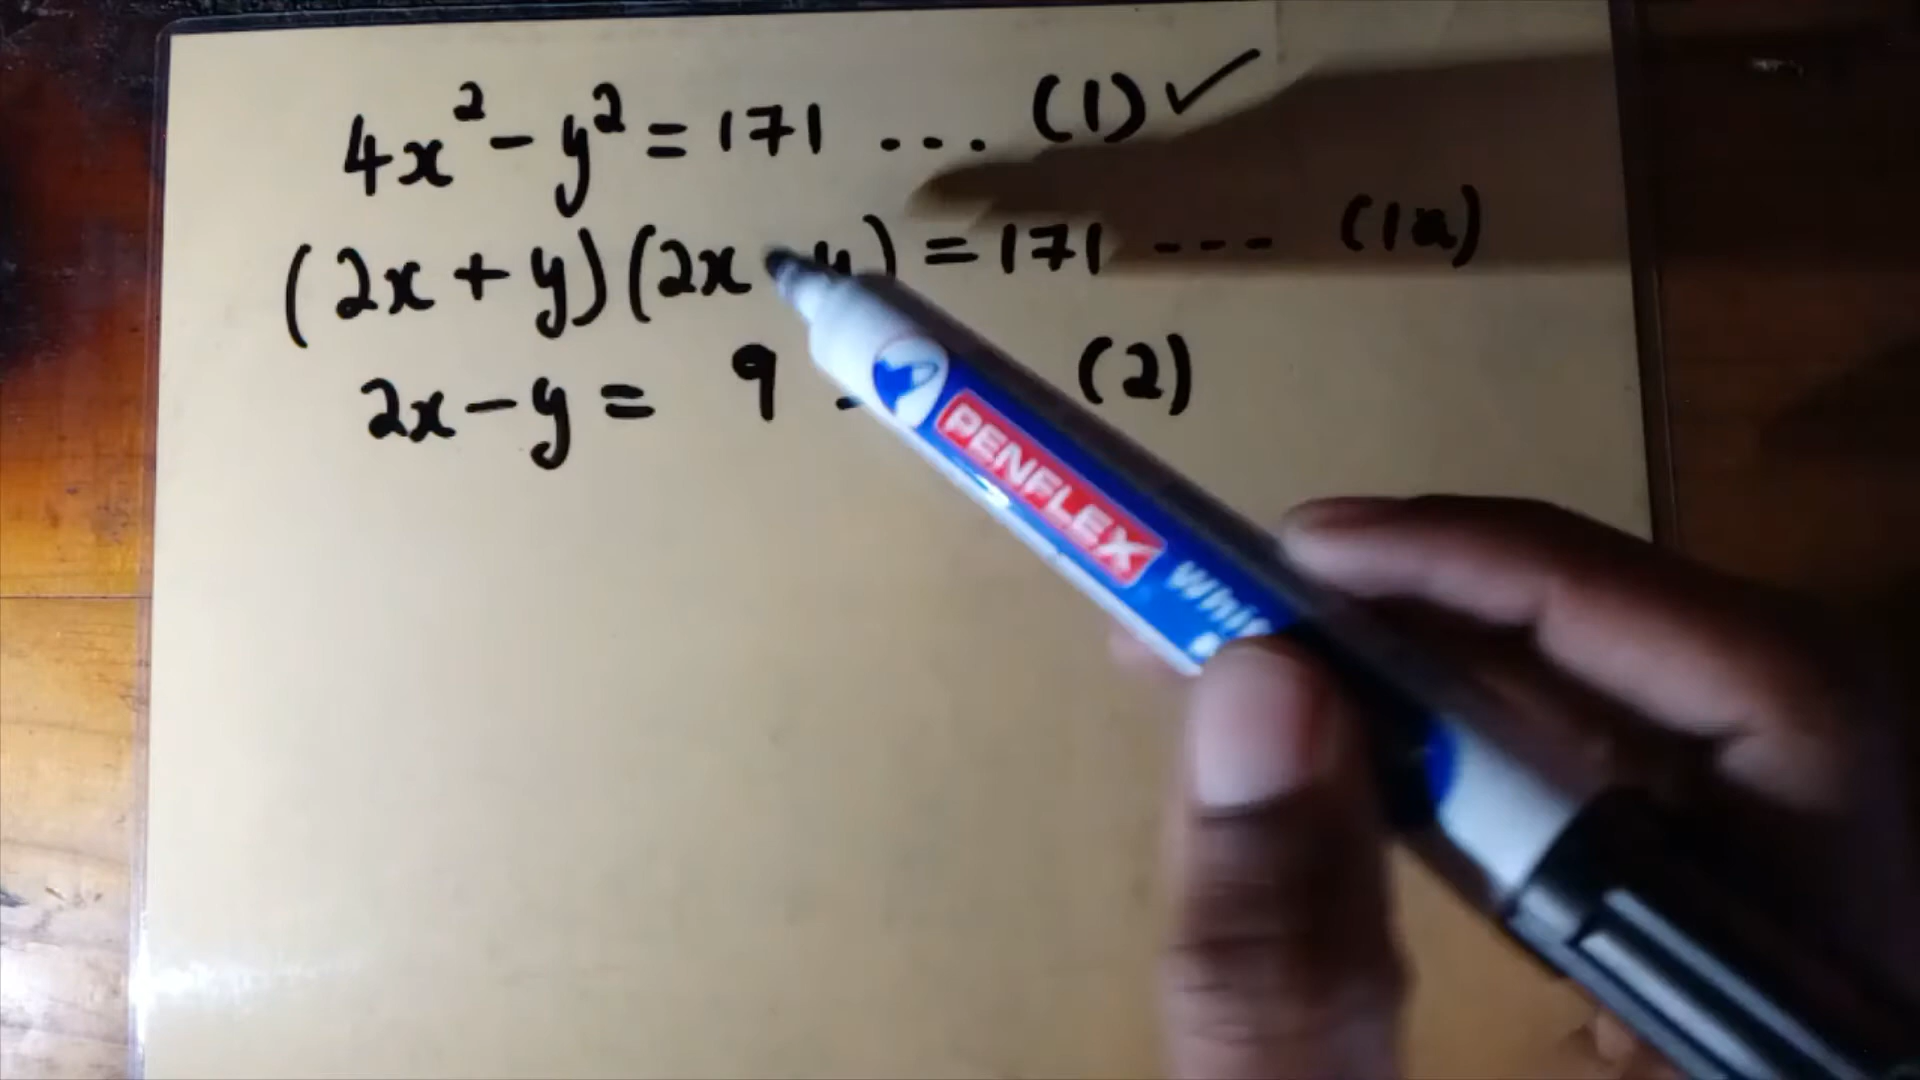 4x² - y² = 171 ... (1) ✓
(2x + y)(2x y) = 171 --- (1a)
2x - y = 9 - (2)
PENFLEX